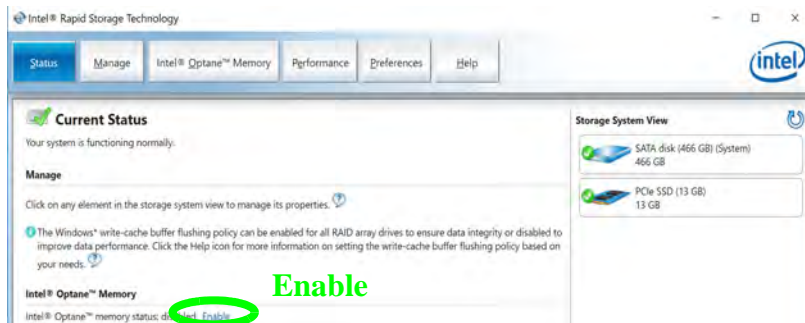 Intel® Rapid Storage Technology
Status Manage Intel® Optane™ Memory Performance Preferences Help
intel
Current Status
Your system is functioning normally.
Manage
Click on any element in the storage system view to manage its properties.
The Windows* write-cache buffer flushing policy can be enabled for all RAID array drives to ensure data integrity or disabled to
improve data performance. Click the Help icon for more information on setting the write-cache buffer flushing policy based on
your needs.
Enable
Intel® Optane™ Memory
Intel® Optane™ memory status: Enable
Storage System View
SATA disk (466 GB) (System)
466 GB
PCIe SSD (13 GB)
13 GB